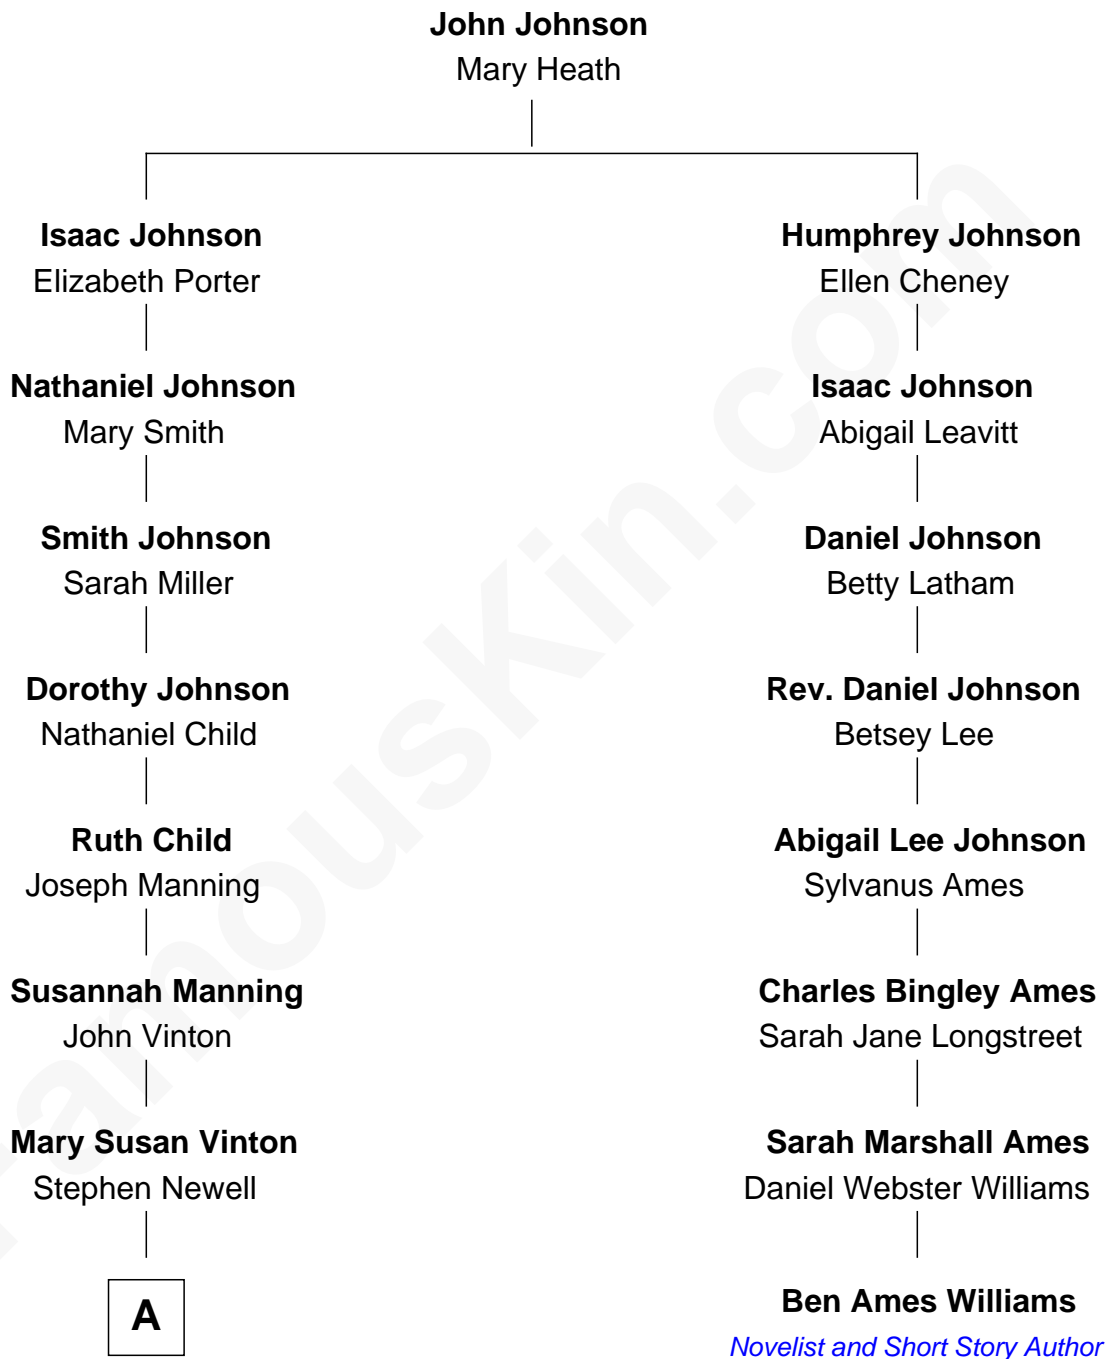 John Johnson
Mary Heath
Isaac Johnson
Elizabeth Porter
Humphrey Johnson
Ellen Cheney
Nathaniel Johnson
Mary Smith
Isaac Johnson
Abigail Leavitt
Smith Johnson
Sarah Miller
Daniel Johnson
Betty Latham
Dorothy Johnson
Nathaniel Child
Rev. Daniel Johnson
Betsey Lee
Ruth Child
Joseph Manning
Abigail Lee Johnson
Sylvanus Ames
Susannah Manning
John Vinton
Charles Bingley Ames
Sarah Jane Longstreet
Mary Susan Vinton
Stephen Newell
Sarah Marshall Ames
Daniel Webster Williams
A
Ben Ames Williams
Novelist and Short Story Author
FamousKin.com